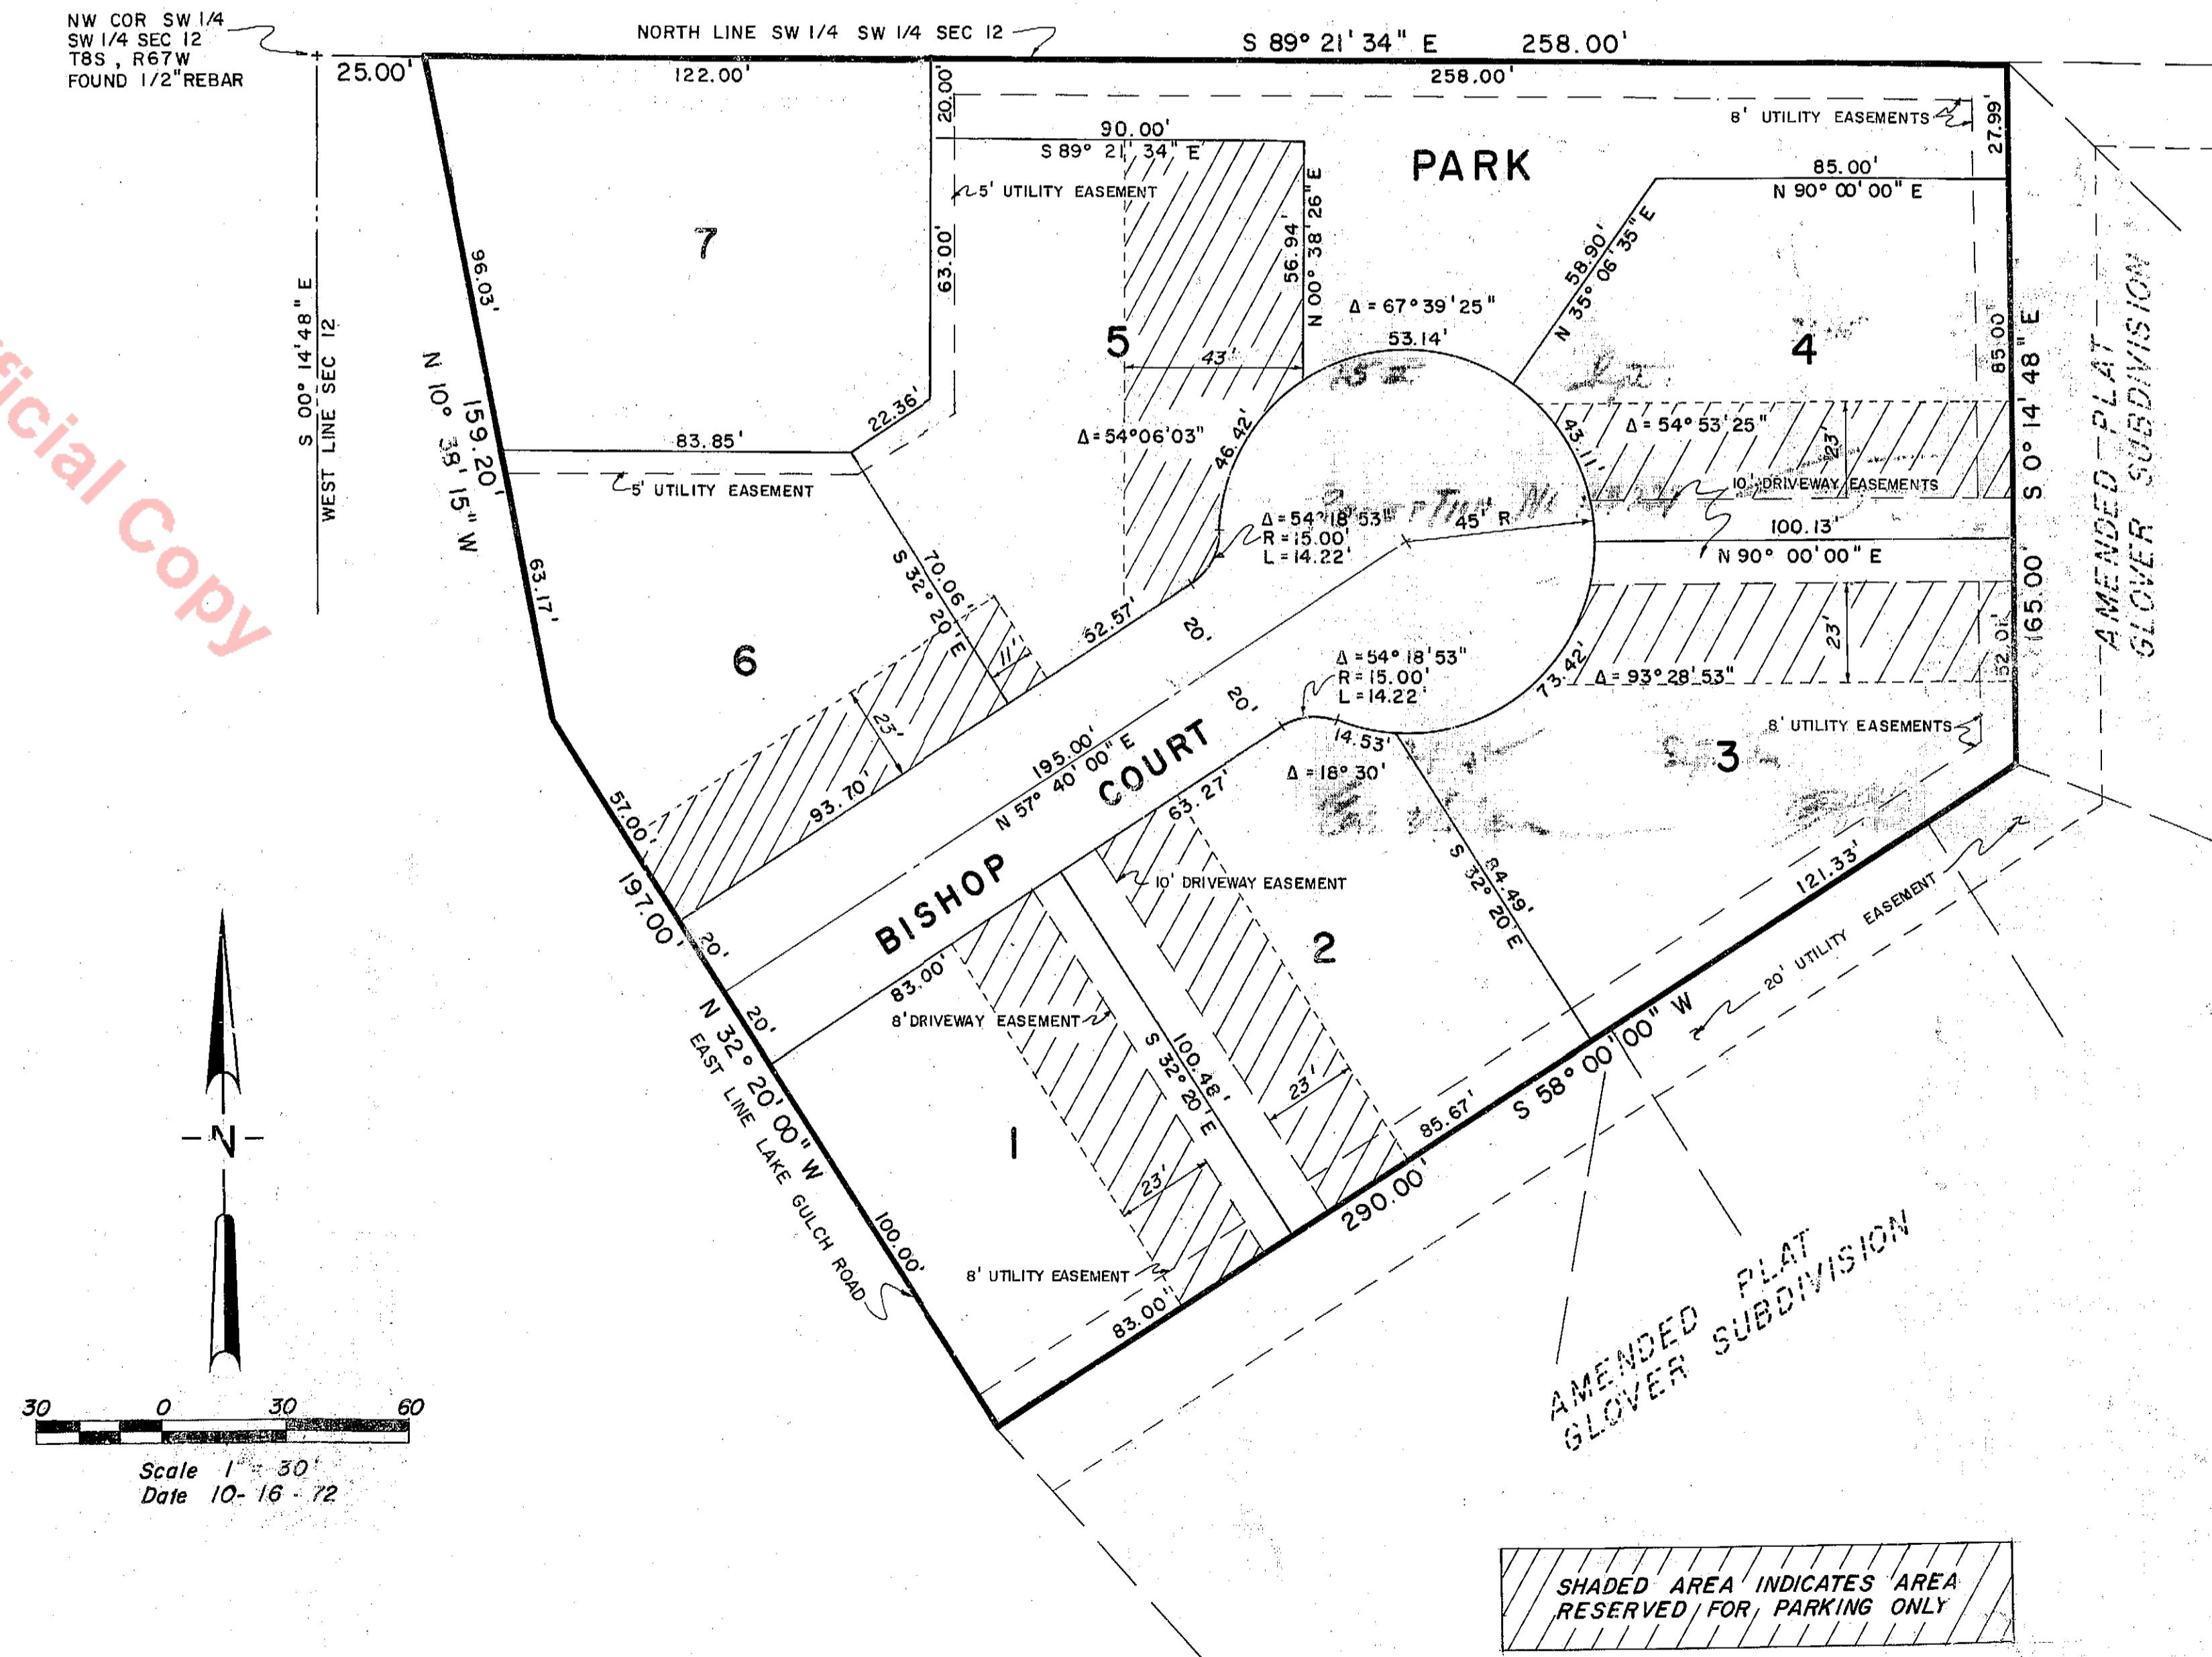 NW COR SW 1/4
SW 1/4 SEC 12
T8S , R67W
FOUND 1/2" REBAR
NORTH LINE SW 1/4 SW 1/4 SEC 12
S 89° 21' 34" E 258.00'
25.00'
122.00'
258.00'
20.00'
8' UTILITY EASEMENTS
27.99'
90.00'
S 89° 21' 34" E
PARK
85.00'
N 90° 00' 00" E
5' UTILITY EASEMENT
7
63.00'
56.94'
N 00° 38' 26" E
58.90'
N 35° 06' 35" E
96.03'
S 00° 14' 48" E
WEST LINE SEC 12
Δ = 67° 39' 25"
53.14'
5
43'
4
85.00'
S 0° 14' 48" E
165.00'
AMENDED PLAT
GLOVER SUBDIVISION
N 10° 38' 15" W
159.20'
22.36'
83.85'
Δ = 54° 06' 03"
46.42'
43.11'
Δ = 54° 53' 25"
23'
5' UTILITY EASEMENT
10' DRIVEWAY EASEMENTS
Δ = 54° 18' 53"
R = 15.00'
L = 14.22'
45' R
100.13'
N 90° 00' 00" E
icial Copy
63.17'
70.06'
S 32° 20' E
52.57'
20'
6
11'
23'
52.01'
Δ = 54° 18' 53"
R = 15.00'
L = 14.22'
73.42'
Δ = 93° 28' 53"
20'
23'
8' UTILITY EASEMENTS
3
14.53'
Δ = 18° 30'
57.00'
93.70'
195.00'
N 57° 40' 00" E
BISHOP COURT
63.27'
197.00'
20'
20'
83.00'
10' DRIVEWAY EASEMENT
84.49'
S 32° 20' E
121.33'
20' UTILITY EASEMENT
2
8' DRIVEWAY EASEMENT
N 32° 20' 00" W
EAST LINE LAKE GULCH ROAD
100.48'
S 32° 20' E
23'
S 58° 00' 00" W
85.67'
1
23'
290.00'
100.00'
8' UTILITY EASEMENT
83.00'
AMENDED PLAT
GLOVER SUBDIVISION
-N-
30 0 30 60
Scale 1" = 30'
Date 10-16-72
SHADED AREA INDICATES AREA
RESERVED FOR PARKING ONLY